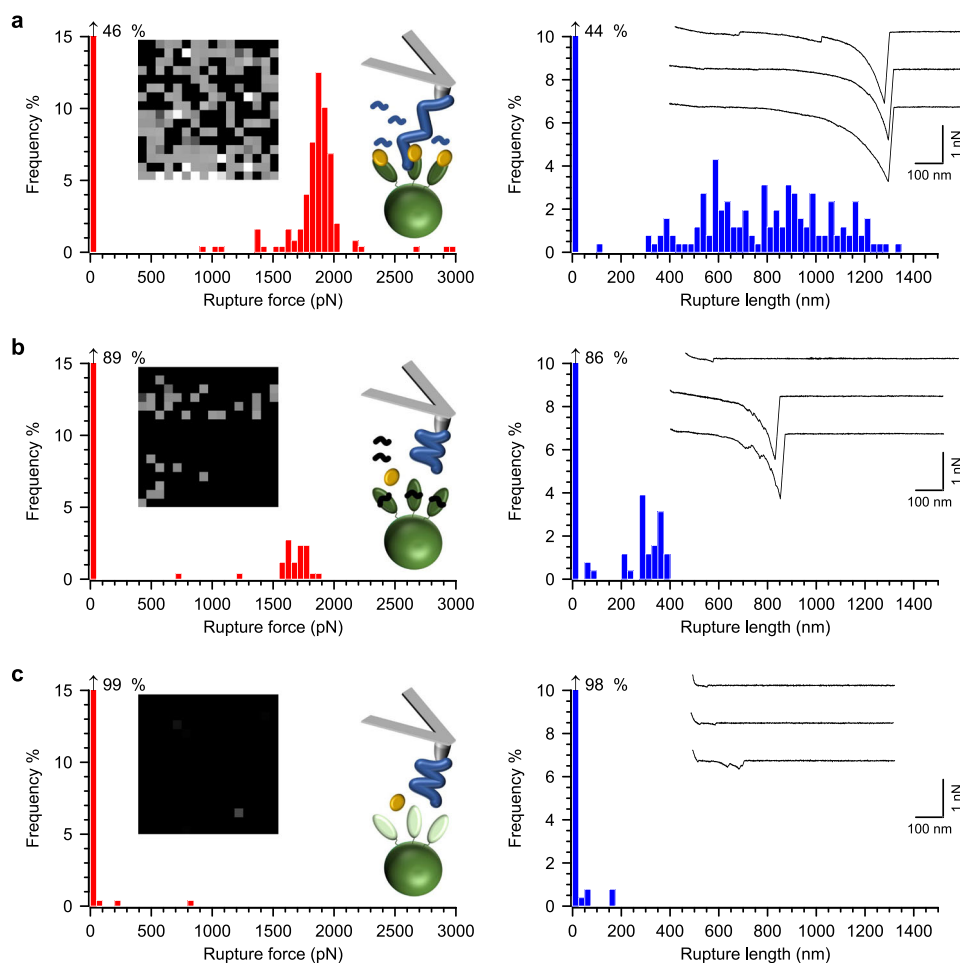 a
46 %
15
10
5
0
Frequency %
0 500 1000 1500 2000 2500 3000
Rupture force (pN)
44 %
10
8
6
4
2
0
Frequency %
0 200 400 600 800 1000 1200 1400
Rupture length (nm)
1 nN
100 nm
b
89 %
15
10
5
0
Frequency %
0 500 1000 1500 2000 2500 3000
Rupture force (pN)
86 %
10
8
6
4
2
0
Frequency %
0 200 400 600 800 1000 1200 1400
Rupture length (nm)
1 nN
100 nm
c
99 %
15
10
5
0
Frequency %
0 500 1000 1500 2000 2500 3000
Rupture force (pN)
98 %
10
8
6
4
2
0
Frequency %
0 200 400 600 800 1000 1200 1400
Rupture length (nm)
1 nN
100 nm